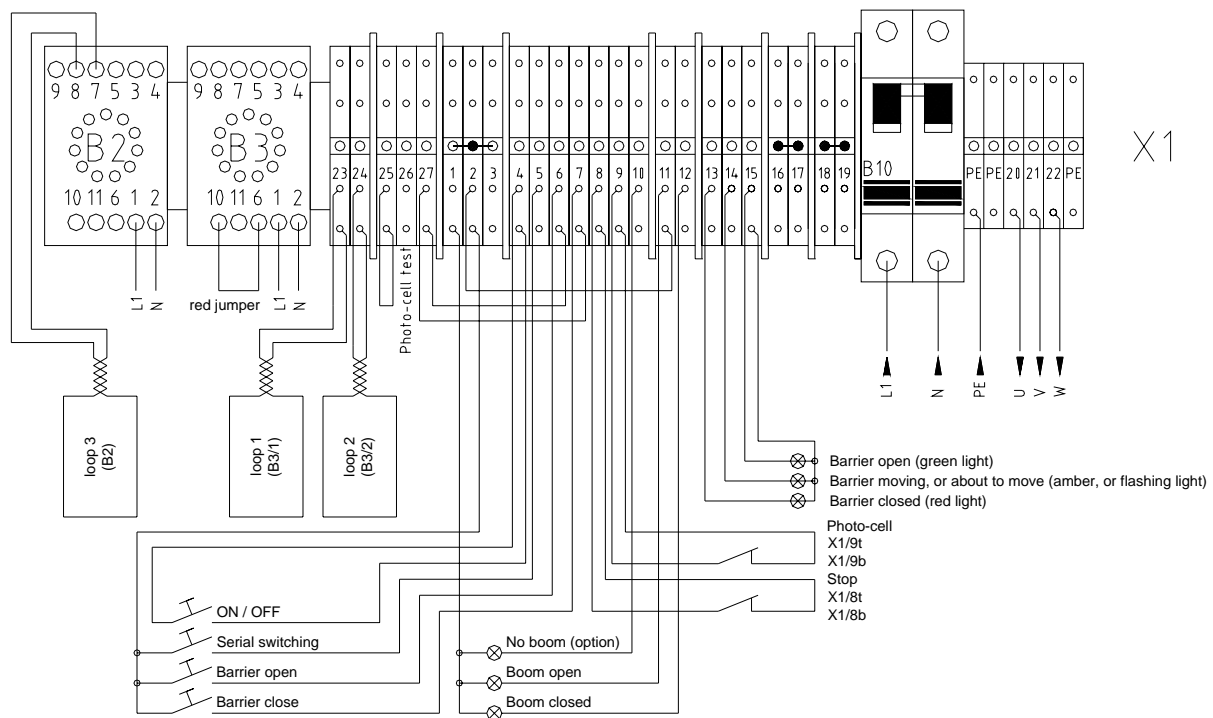 9 8 7 5 3 4
B2
10 11 6 1 2
L1 N
9 8 7 5 3 4
B3
10 11 6 1 2
red jumper
L1 N
23 24 25 26 27 1 2 3 4 5 6 7 8 9 10 11 12 13 14 15 16 17 18 19
B10
PE PE 20 21 22 PE
X1
Photo-cell test
L1 N PE U V W
loop 3
(B2)
loop 1
(B3/1)
loop 2
(B3/2)
Barrier open (green light)
Barrier moving, or about to move (amber, or flashing light)
Barrier closed (red light)
Photo-cell
X1/9t
X1/9b
Stop
X1/8t
X1/8b
ON / OFF
Serial switching
Barrier open
Barrier close
No boom (option)
Boom open
Boom closed